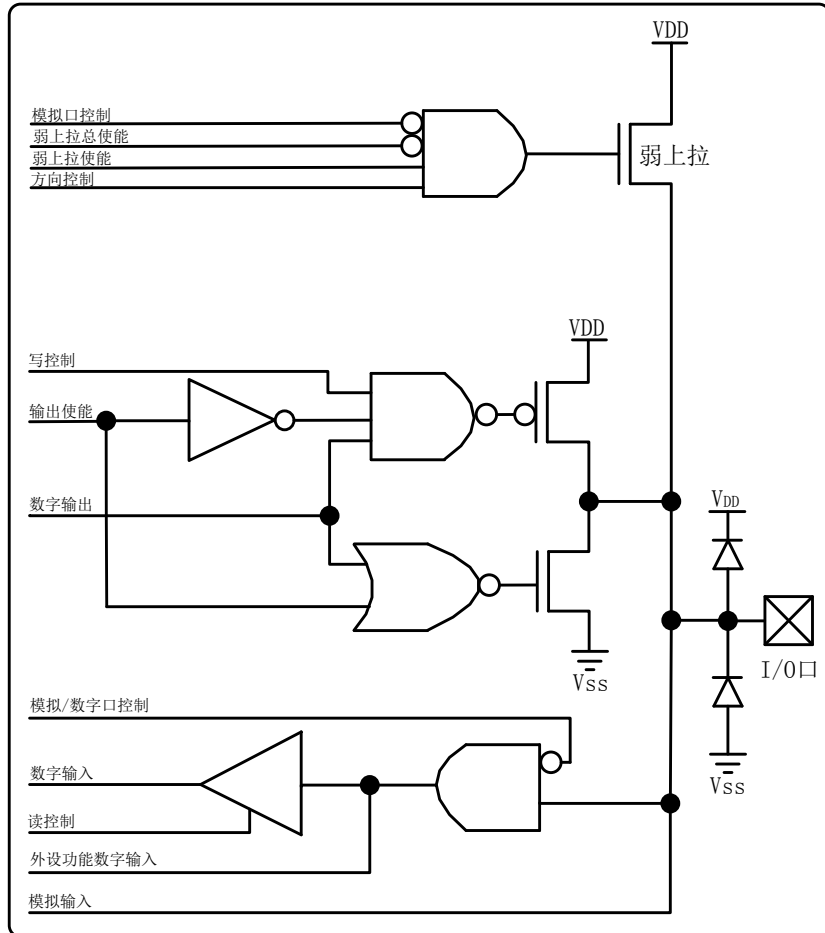 VDD
模拟口控制
弱上拉总使能
弱上拉使能
方向控制
弱上拉
VDD
写控制
输出使能
数字输出
VDD
I/O口
VSS
模拟/数字口控制
数字输入
VSS
读控制
外设功能数字输入
模拟输入